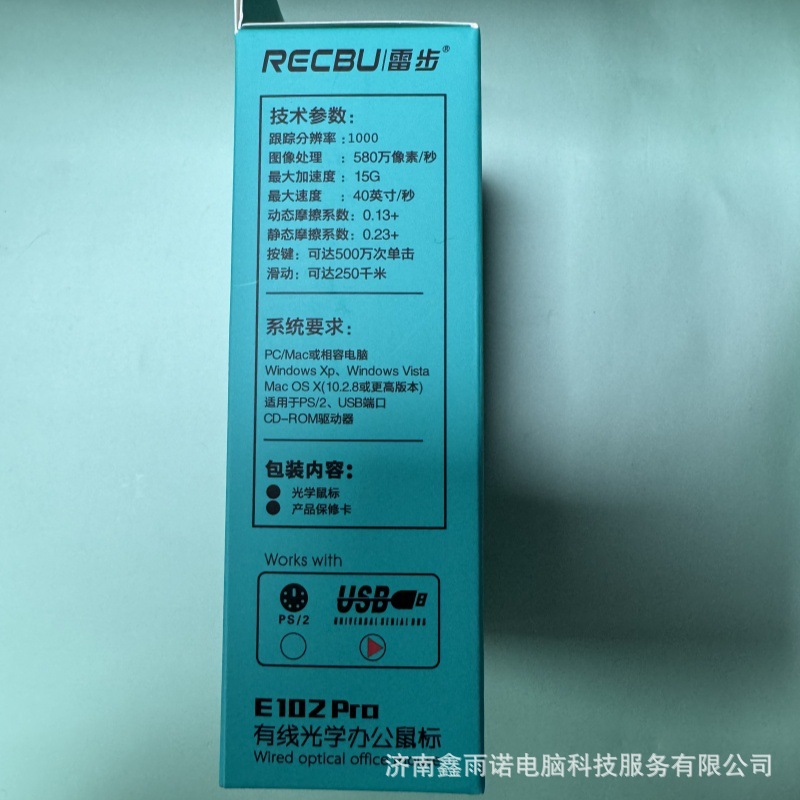 RECBU|雷步®
技术参数：
跟踪分辨率：1000
图像处理 ：580万像素/秒
最大加速度：15G
最大速度 ：40英寸/秒
动态摩擦系数：0.13+
静态摩擦系数：0.23+
按键：可达500万次单击
滑动：可达250千米
系统要求：
PC/Mac或相容电脑
Windows Xp、Windows Vista
Mac OS X(10.2.8或更高版本)
适用于PS/2、USB端口
CD-ROM驱动器
包装内容：
● 光学鼠标
● 产品保修卡
Works with
PS/2
USB
UNIVERSAL SERIAL BUS
E102 Pro
有线光学办公鼠标
Wired optical office
济南鑫雨诺电脑科技服务有限公司